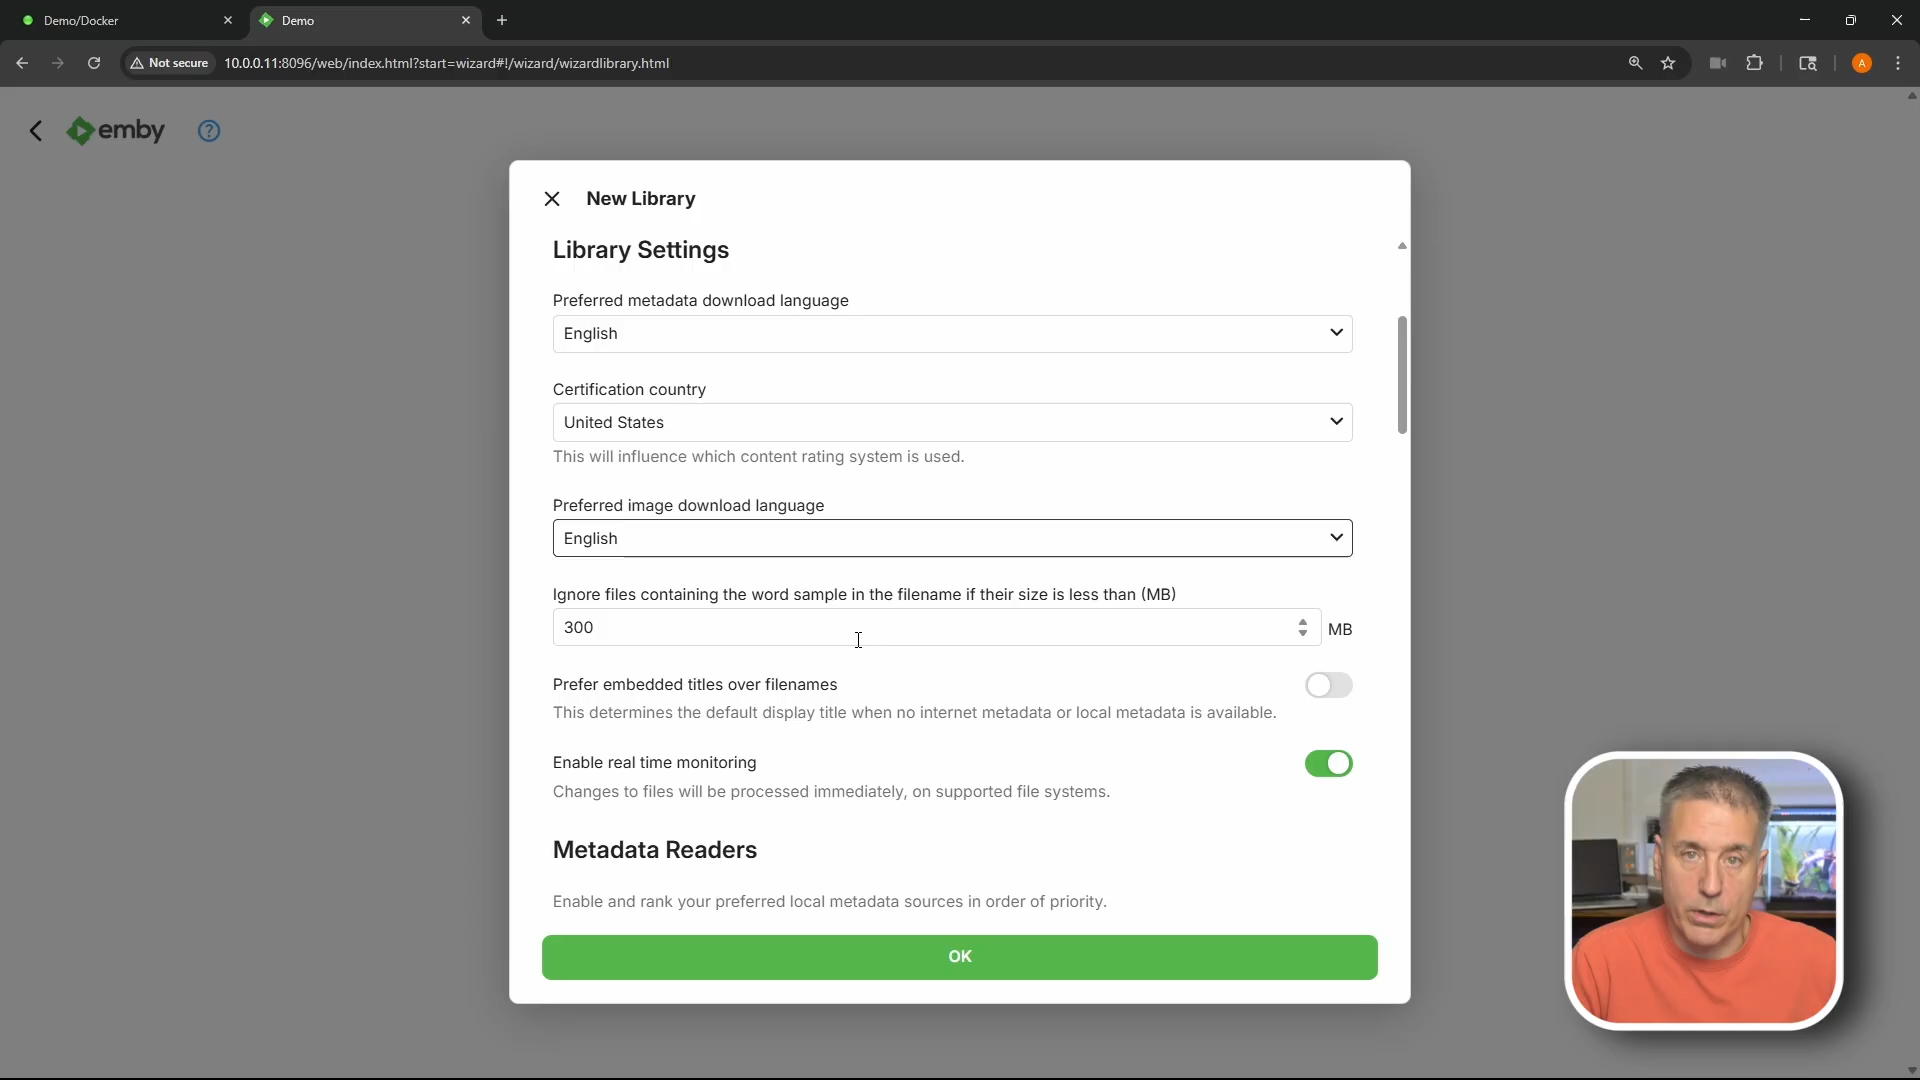 Demo/Docker
Demo
Not secure
10.0.0.11:8096/web/index.html?start=wizard#!/wizard/wizardlibrary.html
A
emby
?
New Library
Library Settings
Preferred metadata download language
English
Certification country
United States
This will influence which content rating system is used.
Preferred image download language
English
Ignore files containing the word sample in the filename if their size is less than (MB)
300
MB
Prefer embedded titles over filenames
This determines the default display title when no internet metadata or local metadata is available.
Enable real time monitoring
Changes to files will be processed immediately, on supported file systems.
Metadata Readers
Enable and rank your preferred local metadata sources in order of priority.
OK